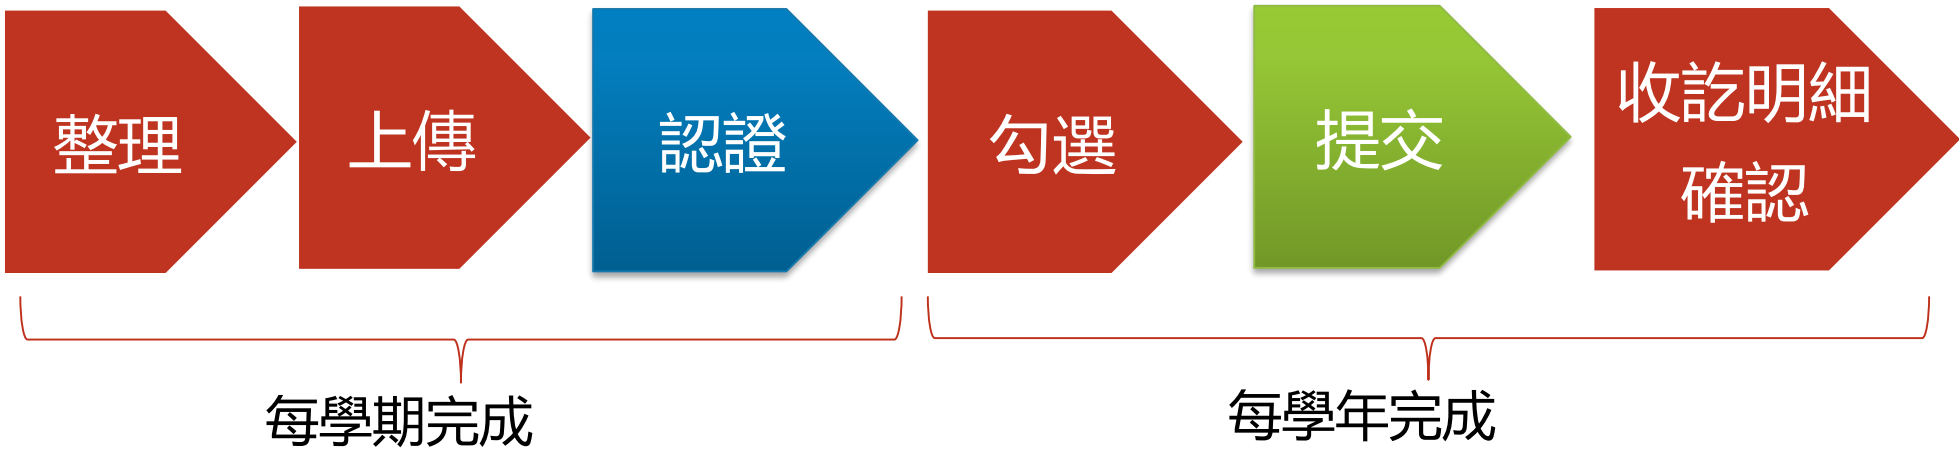 整理
上傳
認證
勾選
提交
收訖明細
確認
每學期完成
每學年完成